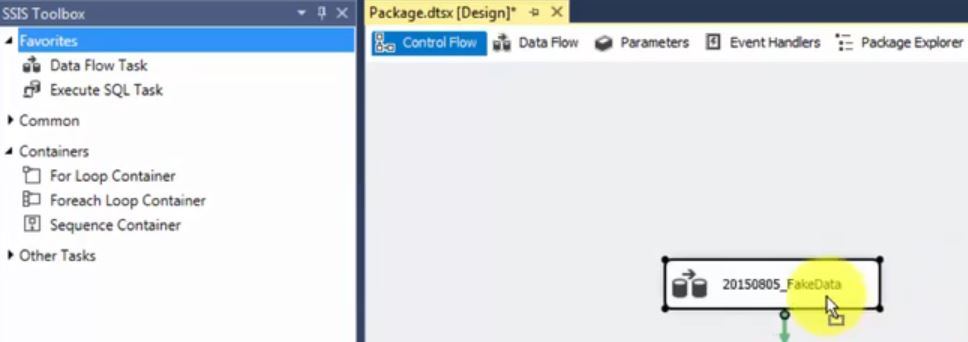 SSIS Toolbox
Favorites
Data Flow Task
Execute SQL Task
Common
Containers
For Loop Container
Foreach Loop Container
Sequence Container
Other Tasks
Package.dtsx [Design]*
Control Flow Data Flow Parameters Event Handlers Package Explorer
20150805_FakeData